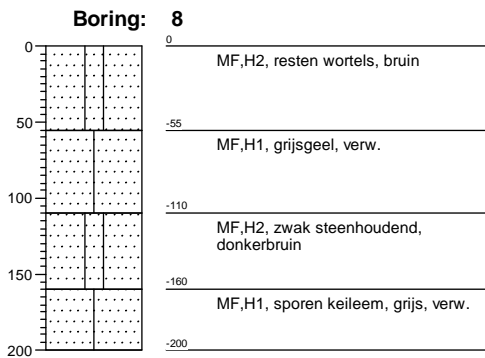 Boring: 8
0
0
MF,H2, resten wortels, bruin
50
-55
MF,H1, grijsgeel, verw.
100
-110
MF,H2, zwak steenhoudend,
donkerbruin
150
-160
MF,H1, sporen keileem, grijs, verw.
200
-200